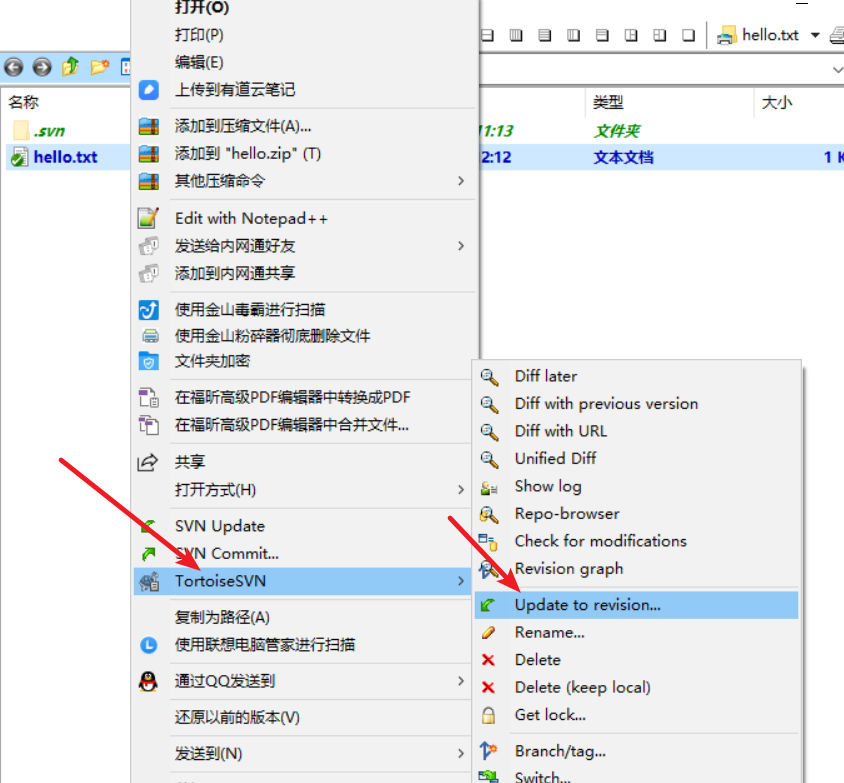 打开(O)
打印(P)
编辑(E)
上传到有道云笔记
添加到压缩文件(A)...
添加到 "hello.zip" (T)
其他压缩命令
Edit with Notepad++
发送给内网通好友
添加到内网通共享
使用金山毒霸进行扫描
使用金山粉碎器彻底删除文件
文件夹加密
在福昕高级PDF编辑器中转换成PDF
在福昕高级PDF编辑器中合并文件...
共享
打开方式(H)
SVN Update
SVN Commit...
TortoiseSVN
复制为路径(A)
使用联想电脑管家进行扫描
通过QQ发送到
还原以前的版本(V)
发送到(N)
hello.txt
名称
类型
大小
.svn
11:13
文件夹
hello.txt
2:12
文本文档
1 K
Diff later
Diff with previous version
Diff with URL
Unified Diff
Show log
Repo-browser
Check for modifications
Revision graph
Update to revision...
Rename...
Delete
Delete (keep local)
Get lock...
Branch/tag...
Switch...